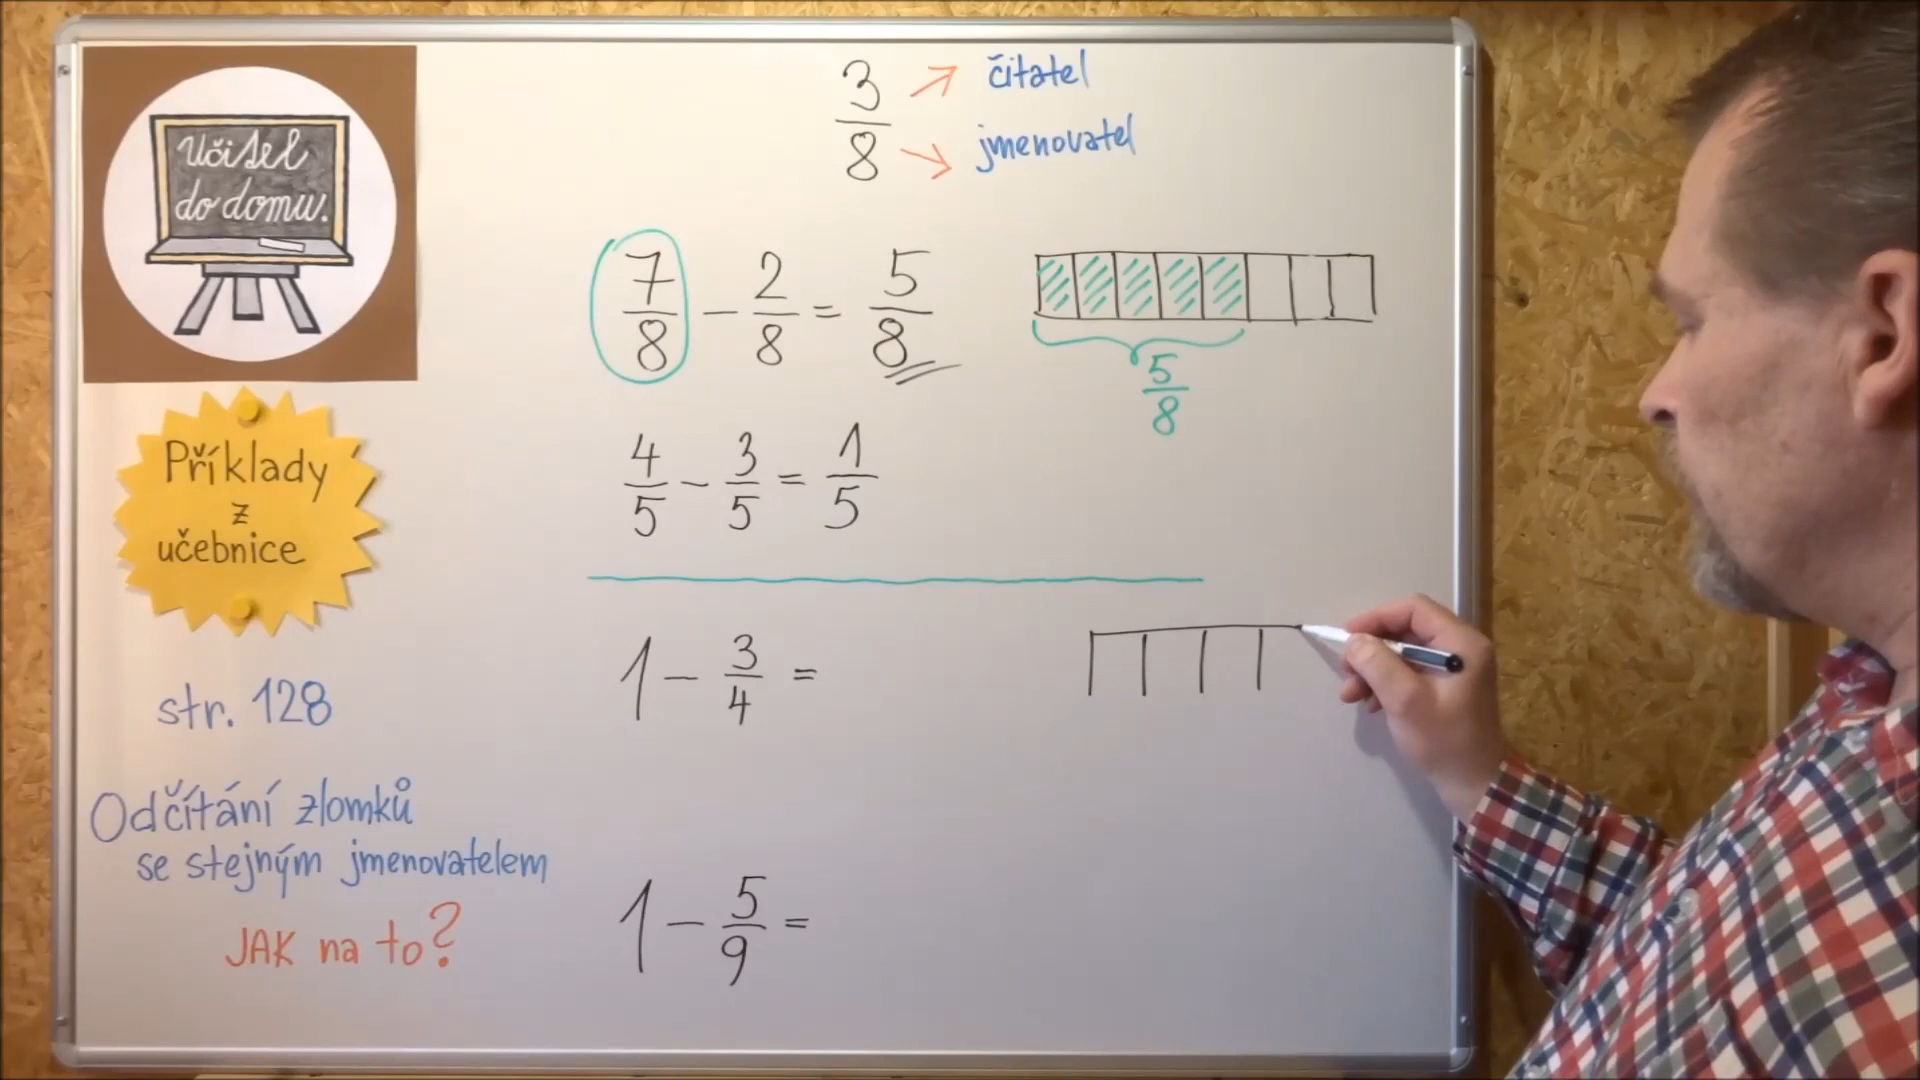 Učitel
do domu.
Příklady
z
učebnice
str. 128
Odčítání zlomků
se stejným jmenovatelem
JAK na to?
3/8
čitatel
jmenovatel
7/8 - 2/8 = 5/8
5/8
4/5 - 3/5 = 1/5
1 - 3/4 =
1 - 5/9 =